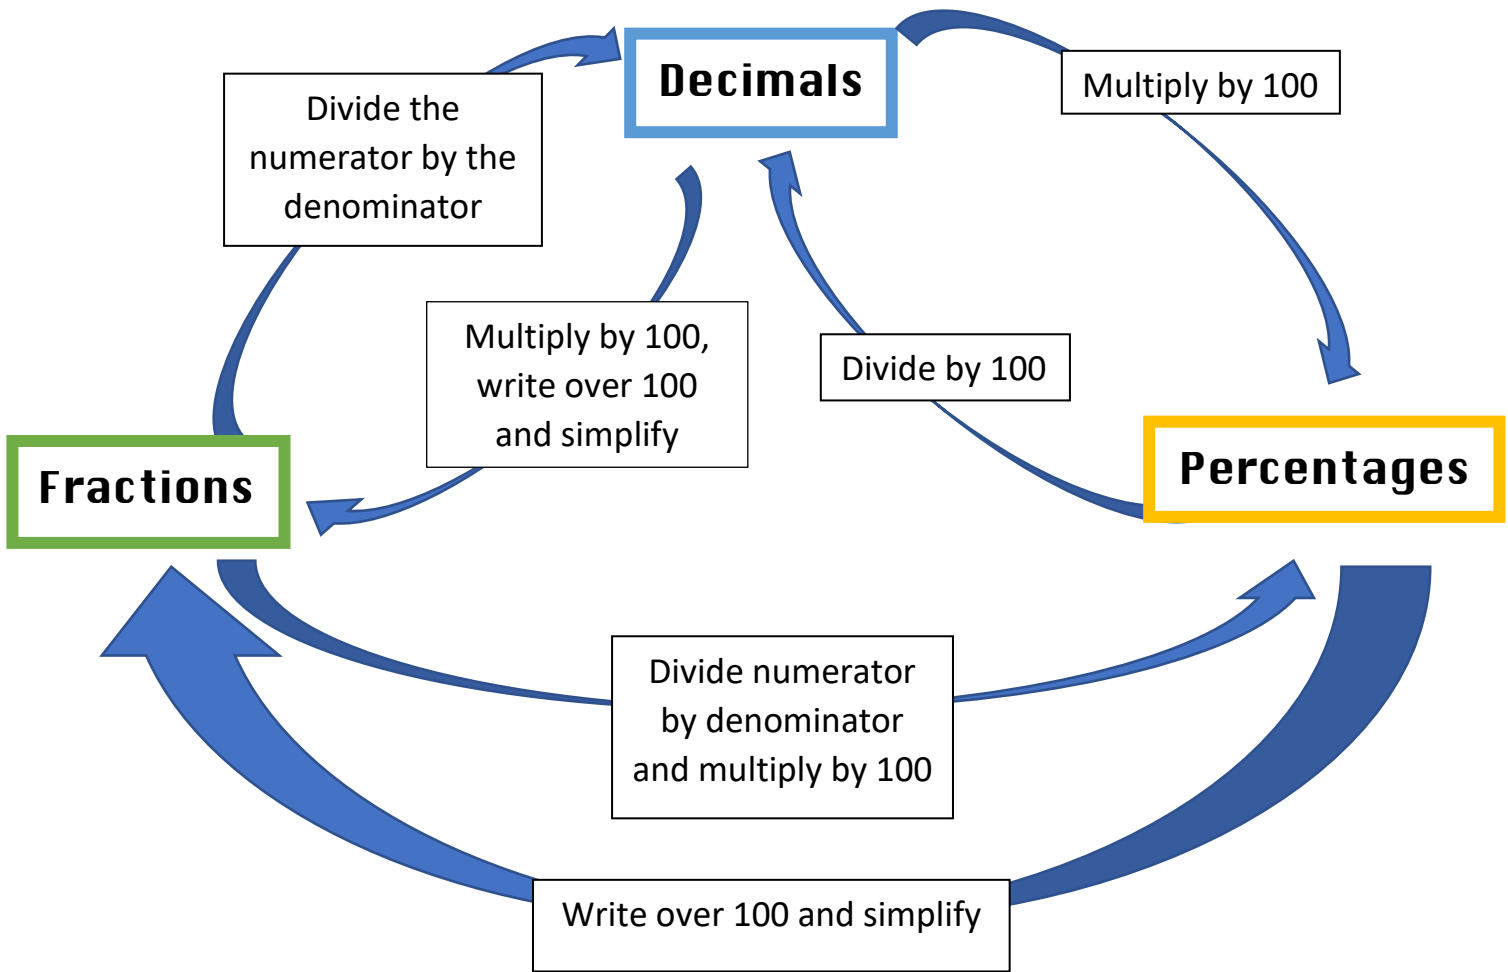 Decimals
Multiply by 100
Divide the
numerator by the
denominator
Multiply by 100,
write over 100
and simplify
Divide by 100
Fractions
Percentages
Divide numerator
by denominator
and multiply by 100
Write over 100 and simplify